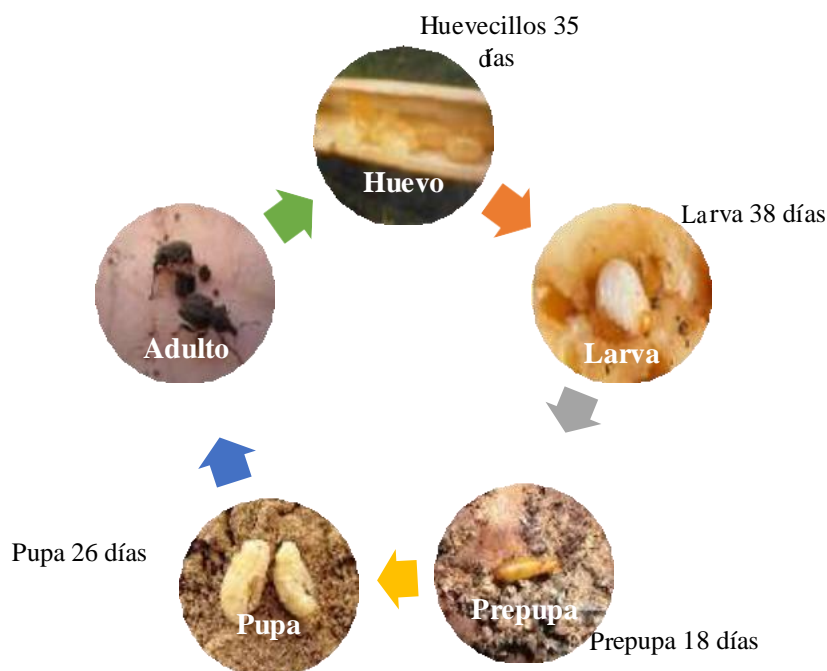 Huevecillos 35
días
Huevo
Larva 38 días
Larva
Adulto
Prepupa
Prepupa 18 días
Pupa
Pupa 26 días